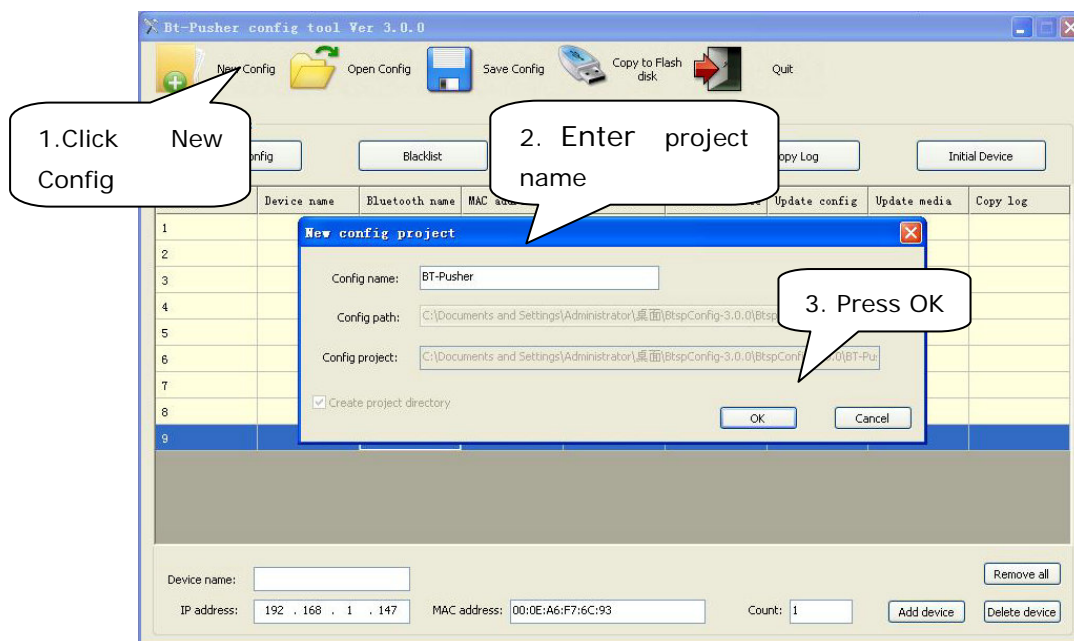 Bt-Pusher config tool Ver 3.0.0
New Config
Open Config
Save Config
Copy to Flash
disk
Quit
1.Click New
Config
2. Enter project
name
Blacklist
Log
Initial Device
Device name
Bluetooth name
MAC
Update config
Update media
Copy log
1
2
3
4
5
6
7
8
9
New config project
Config name:
BT-Pusher
Config path:
C:\Documents and Settings\Administrator\桌面\BtspConfig-3.0.0\
3. Press OK
Config project:
C:\Documents and Settings\Administrator\桌面\BtspConfig-3.0.0\
Create project directory
OK
Cancel
Device name:
Remove all
IP address:
192 . 168 . 1 . 147
MAC address:
00:0E:A6:F7:6C:93
Count:
1
Add device
Delete device